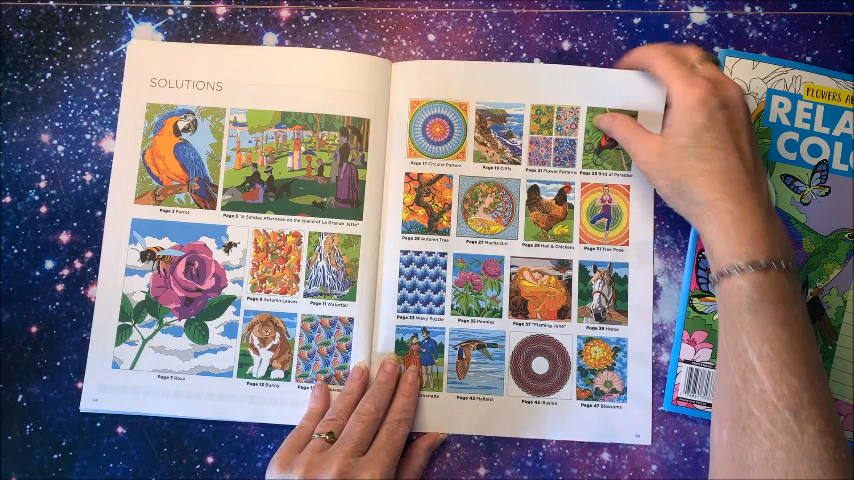 SOLUTIONS
Page 3 Parrot
Page 5 "A Sunday Afternoon on the Island of La Grande Jatte"
Page 7 Rose
Page 9 Autumn Leaves
Page 11 Waterfall
Page 13 Bunny
Page 17 Circular Pattern
Page 19 Cliffs
Page 21 Flower Patterns
Page 23 Bird of Paradise
Page 25 Autumn Tree
Page 27 Mucha Girl
Page 29 Hen & Chickens
Page 31 Tree Pose
Page 33 Wavy Puzzle
Page 35 Peonies
Page 37 "Flaming June"
Page 39 Horse
Page 43 Mallard
Page 45 Illusion
Page 47 Blossoms
FLOWERS
RELA
COLO